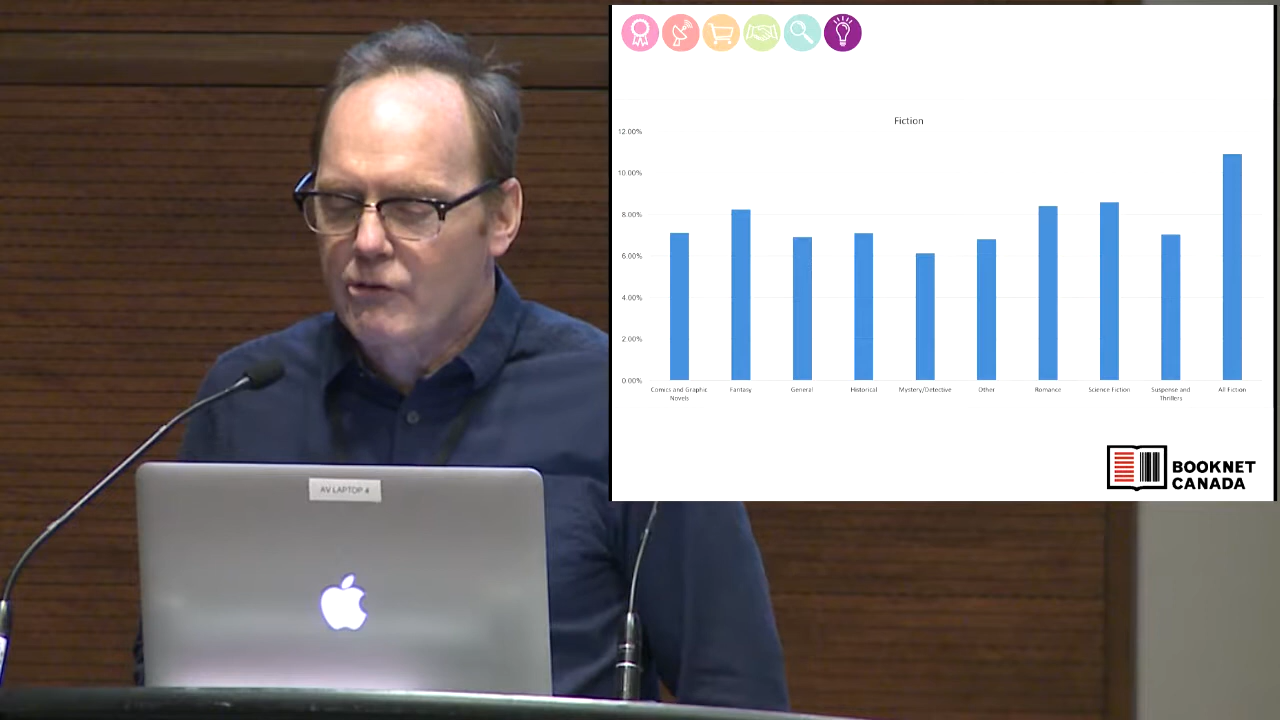 Fiction
12.00%
10.00%
8.00%
6.00%
4.00%
2.00%
0.00%
Comics and Graphic Novels
Fantasy
General
Historical
Mystery/Detective
Other
Romance
Science Fiction
Suspense and Thrillers
All Fiction
BOOKNET
CANADA
AV LAPTOP 4